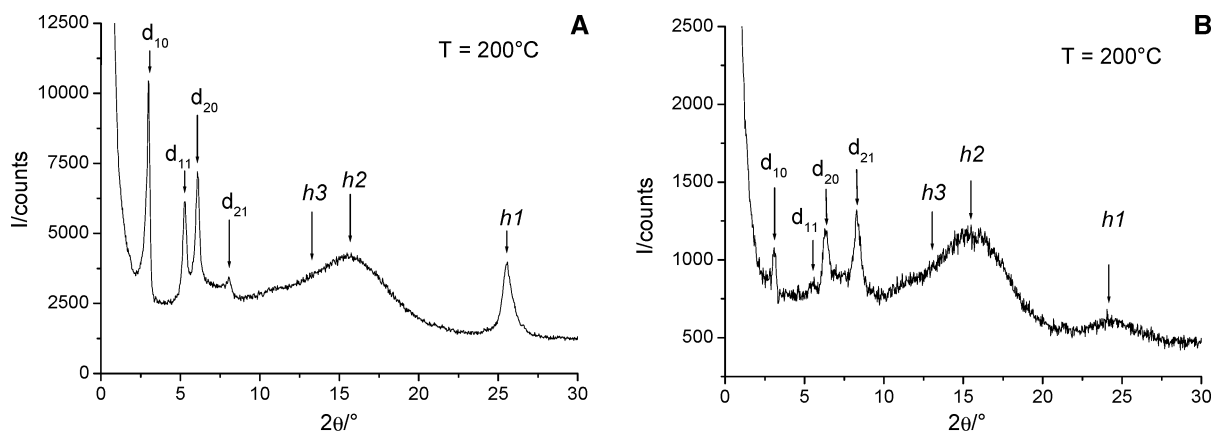 A
T = 200°C
I/counts
12500
10000
7500
5000
2500
0
d10
d11
d20
d21
h3
h2
h1
0 5 10 15 20 25 30
2θ/°
B
T = 200°C
I/counts
2500
2000
1500
1000
500
d10
d11
d20
d21
h3
h2
h1
0 5 10 15 20 25 30
2θ/°